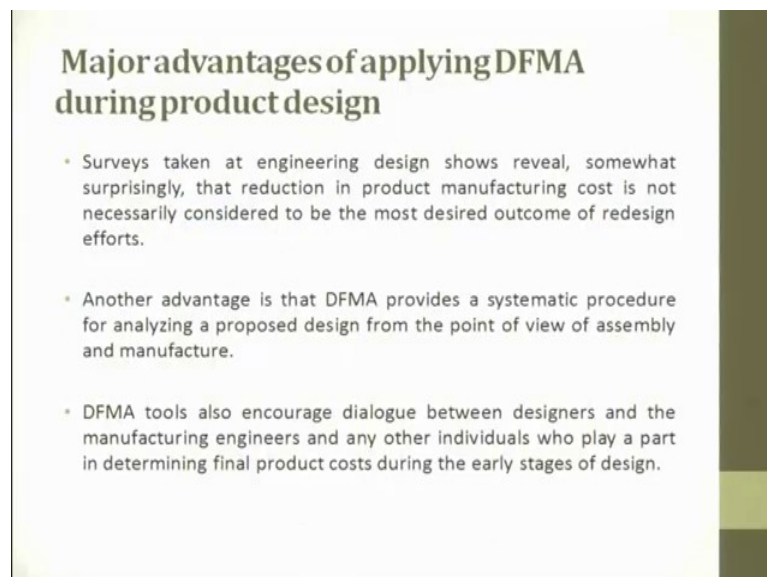 Major advantages of applying DFMA
during product design
• Surveys taken at engineering design shows reveal, somewhat
surprisingly, that reduction in product manufacturing cost is not
necessarily considered to be the most desired outcome of redesign
efforts.
• Another advantage is that DFMA provides a systematic procedure
for analyzing a proposed design from the point of view of assembly
and manufacture.
• DFMA tools also encourage dialogue between designers and the
manufacturing engineers and any other individuals who play a part
in determining final product costs during the early stages of design.